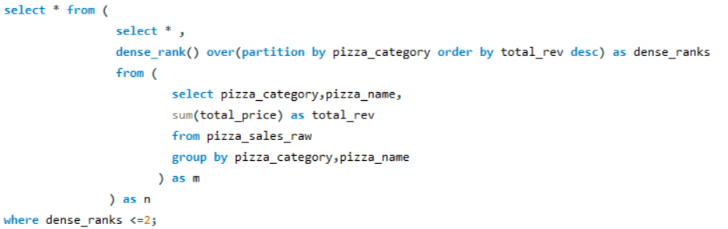 select * from (
select * ,
dense_rank() over(partition by pizza_category order by total_rev desc) as dense_ranks
from (
select pizza_category,pizza_name,
sum(total_price) as total_rev
from pizza_sales_raw
group by pizza_category,pizza_name
) as m
) as n
where dense_ranks <=2;